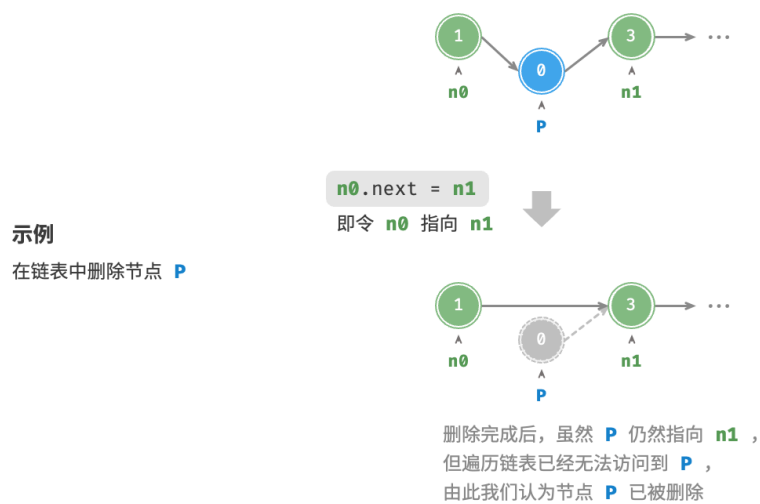 1
3
...
0
n0
n1
P
n0.next = n1
即令 n0 指向 n1
示例
在链表中删除节点 P
1
3
...
0
n0
n1
P
删除完成后，虽然 P 仍然指向 n1 ，
但遍历链表已经无法访问到 P ，
由此我们认为节点 P 已被删除